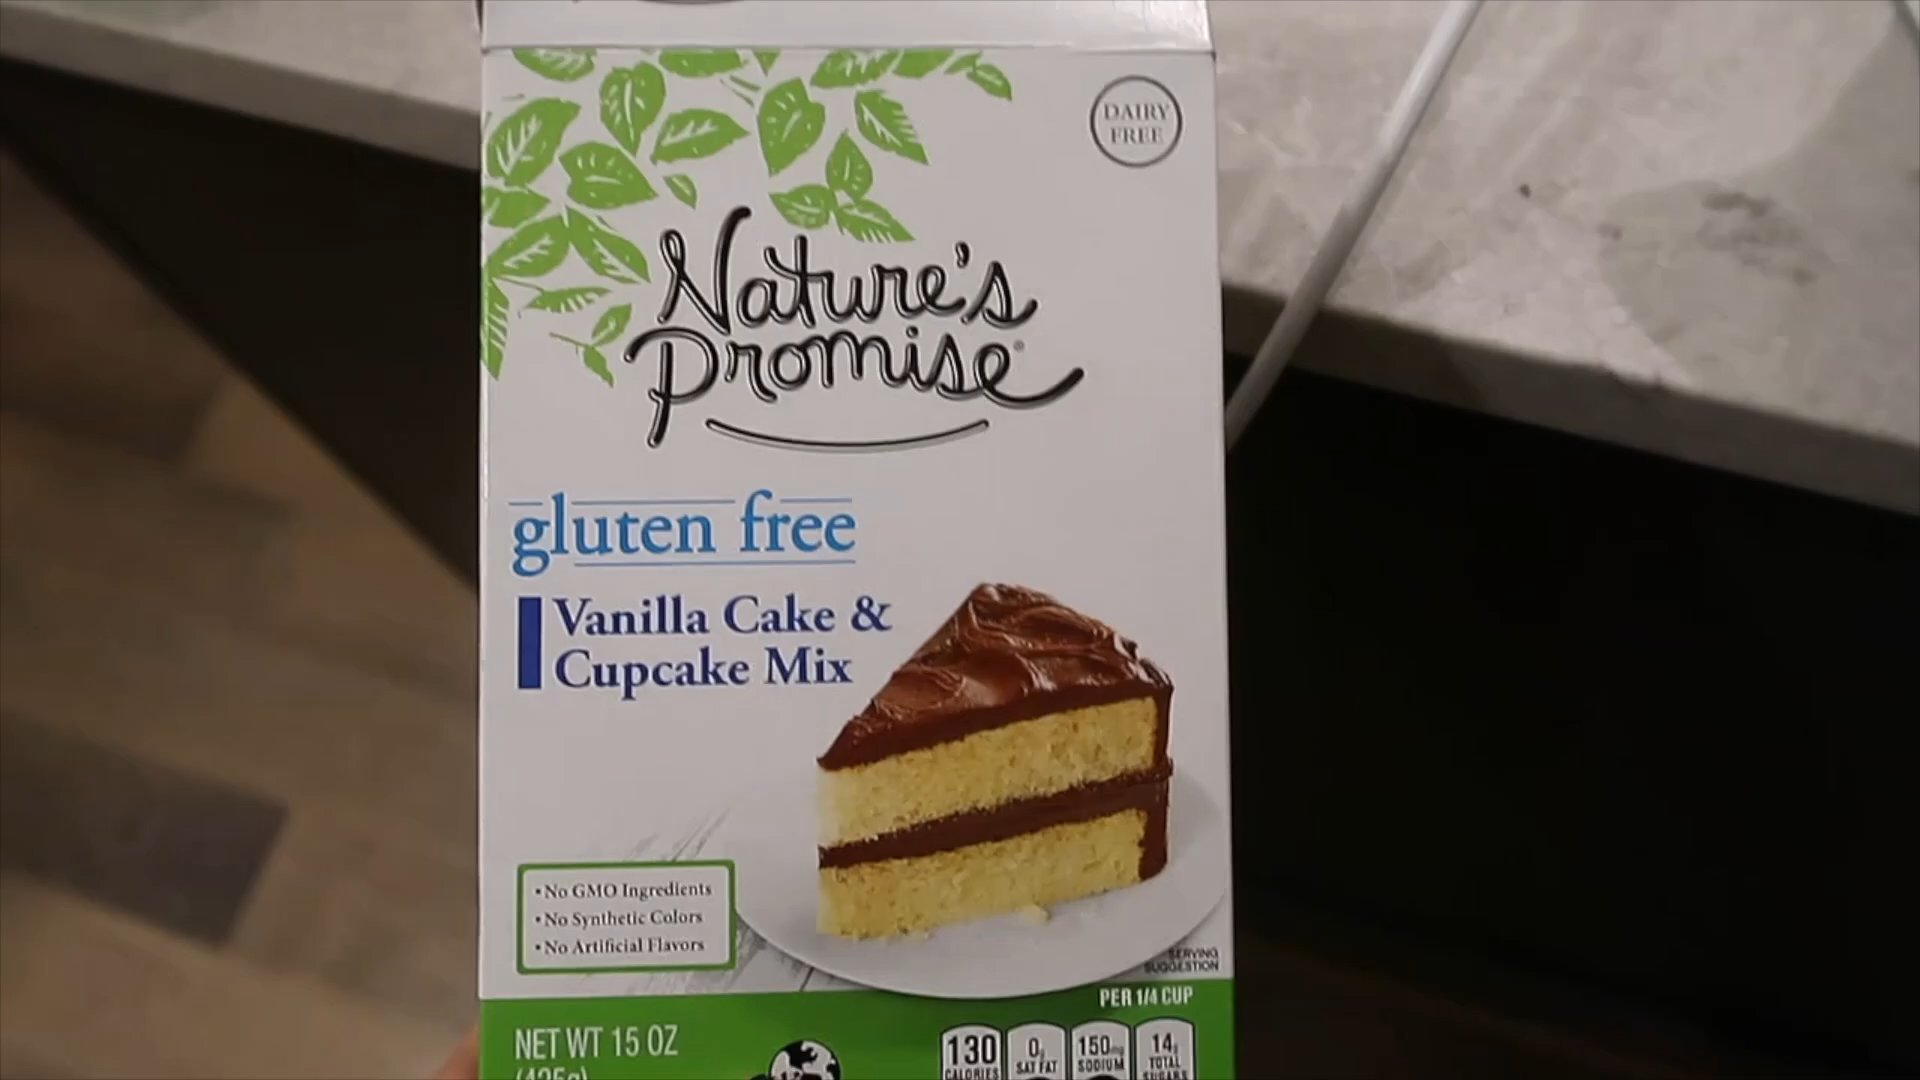 DAIRY
FREE
Nature's
Promise®
gluten free
Vanilla Cake &
Cupcake Mix
• No GMO Ingredients
• No Synthetic Colors
• No Artificial Flavors
SERVING
SUGGESTION
PER 1/4 CUP
NET WT 15 OZ
(425g)
130
CALORIES
0g
SAT FAT
150mg
SODIUM
14g
TOTAL
SUGARS